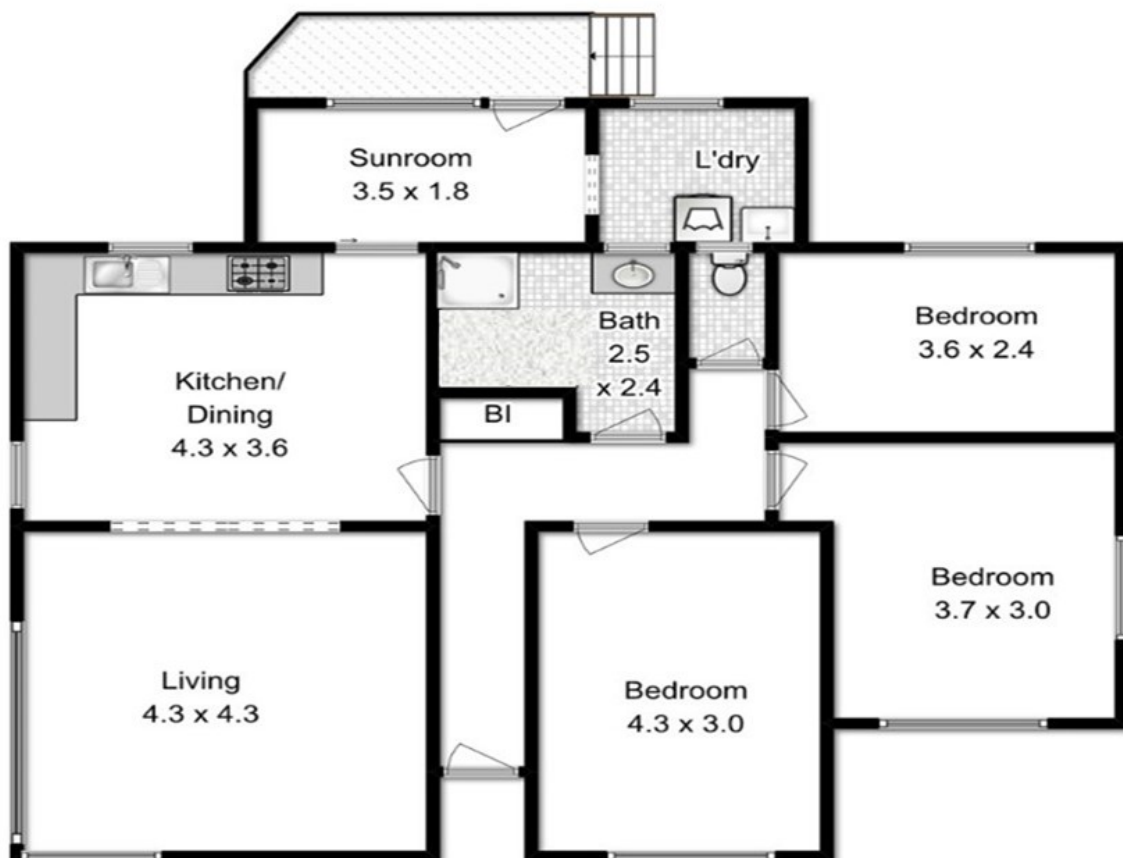 Sunroom
3.5 x 1.8
L'dry
Bath
2.5
x 2.4
Bedroom
3.6 x 2.4
Kitchen/
Dining
4.3 x 3.6
BI
Bedroom
3.7 x 3.0
Living
4.3 x 4.3
Bedroom
4.3 x 3.0